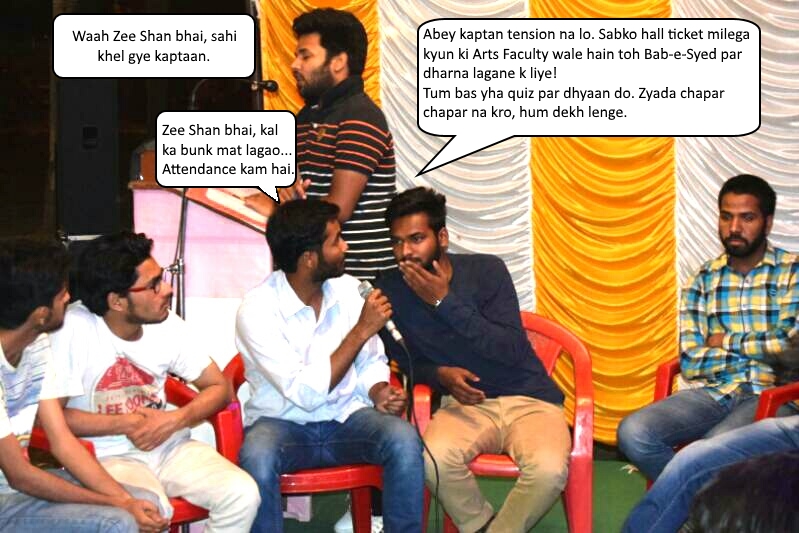 Waah Zee Shan bhai, sahi
khel gye kaptaan.
Abey kaptan tension na lo. Sabko hall ticket milega
kyun ki Arts Faculty wale hain toh Bab-e-Syed par
dharna lagane k liye!
Tum bas yha quiz par dhyaan do. Zyada chapar
chapar na kro, hum dekh lenge.
Zee Shan bhai, kal
ka bunk mat lagao...
Attendance kam hai.